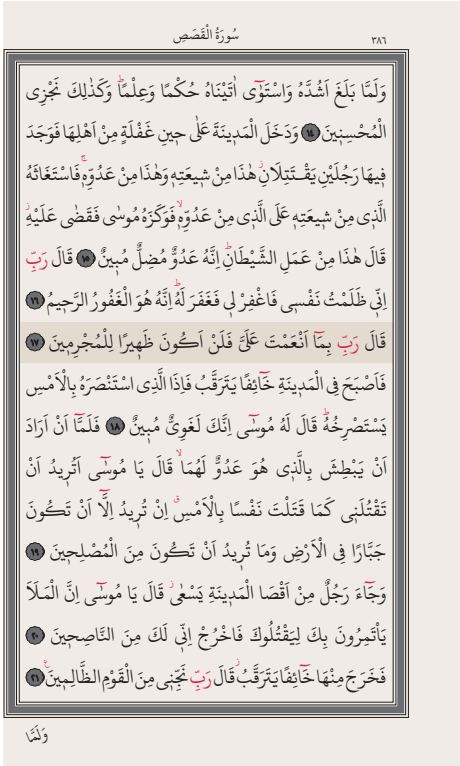 ٣٨٦
سُورَةُ الْقَصَصِ
وَلَمَّا بَلَغَ اَشُدَّهُ وَاسْتَوٰٓى اٰتَيْنَاهُ حُكْمًا وَعِلْمًاۜ وَكَذٰلِكَ نَجْزِى
الْمُحْسِنٖينَ ١٤ وَدَخَلَ الْمَدٖينَةَ عَلٰى حٖينِ غَفْلَةٍ مِنْ اَهْلِهَا فَوَجَدَ
فٖيهَا رَجُلَيْنِ يَقْتَتِلَانِۘ هٰذَا مِنْ شٖيعَتِهٖ وَهٰذَا مِنْ عَدُوِّهٖۚ فَاسْتَغَاثَهُ
الَّذٖى مِنْ شٖيعَتِهٖ عَلَى الَّذٖى مِنْ عَدُوِّهٖۙ فَوَكَزَهُ مُوسٰى فَقَضٰى عَلَيْهِۘ
قَالَ هٰذَا مِنْ عَمَلِ الشَّيْطَانِۜ اِنَّهُ عَدُوٌّ مُضِلٌّ مُبٖينٌ ١٥ قَالَ رَبِّ
اِنّٖى ظَلَمْتُ نَفْسٖى فَاغْفِرْ لٖى فَغَفَرَ لَهُۜ اِنَّهُ هُوَ الْغَفُورُ الرَّحٖيمُ ١٦
قَالَ رَبِّ بِمَٓا اَنْعَمْتَ عَلَىَّ فَلَنْ اَكُونَ ظَهٖيرًا لِلْمُجْرِمٖينَ ١٧
فَاَصْبَحَ فِى الْمَدٖينَةِ خَٓائِفًا يَتَرَقَّبُ فَاِذَا الَّذِى اسْتَنْصَرَهُ بِالْاَمْسِ
يَسْتَصْرِخُهُۜ قَالَ لَهُ مُوسٰٓى اِنَّكَ لَغَوِىٌّ مُبٖينٌ ١٨ فَلَمَّٓا اَنْ اَرَادَ
اَنْ يَبْطِشَ بِالَّذٖى هُوَ عَدُوٌّ لَهُمَاۙ قَالَ يَا مُوسٰٓى اَتُرٖيدُ اَنْ
تَقْتُلَنٖى كَمَا قَتَلْتَ نَفْسًا بِالْاَمْسِۗ اِنْ تُرٖيدُ اِلَّٓا اَنْ تَكُونَ
جَبَّارًا فِى الْاَرْضِ وَمَا تُرٖيدُ اَنْ تَكُونَ مِنَ الْمُصْلِحٖينَ ١٩
وَجَٓاءَ رَجُلٌ مِنْ اَقْصَا الْمَدٖينَةِ يَسْعٰىۘ قَالَ يَا مُوسٰٓى اِنَّ الْمَلَاَ
يَاْتَمِرُونَ بِكَ لِيَقْتُلُوكَ فَاخْرُجْ اِنّٖى لَكَ مِنَ النَّاصِحٖينَ ٢٠
فَخَرَجَ مِنْهَا خَٓائِفًا يَتَرَقَّبُۘ قَالَ رَبِّ نَجِّنٖى مِنَ الْقَوْمِ الظَّالِمٖينَۚ ٢١
وَلَمَّا